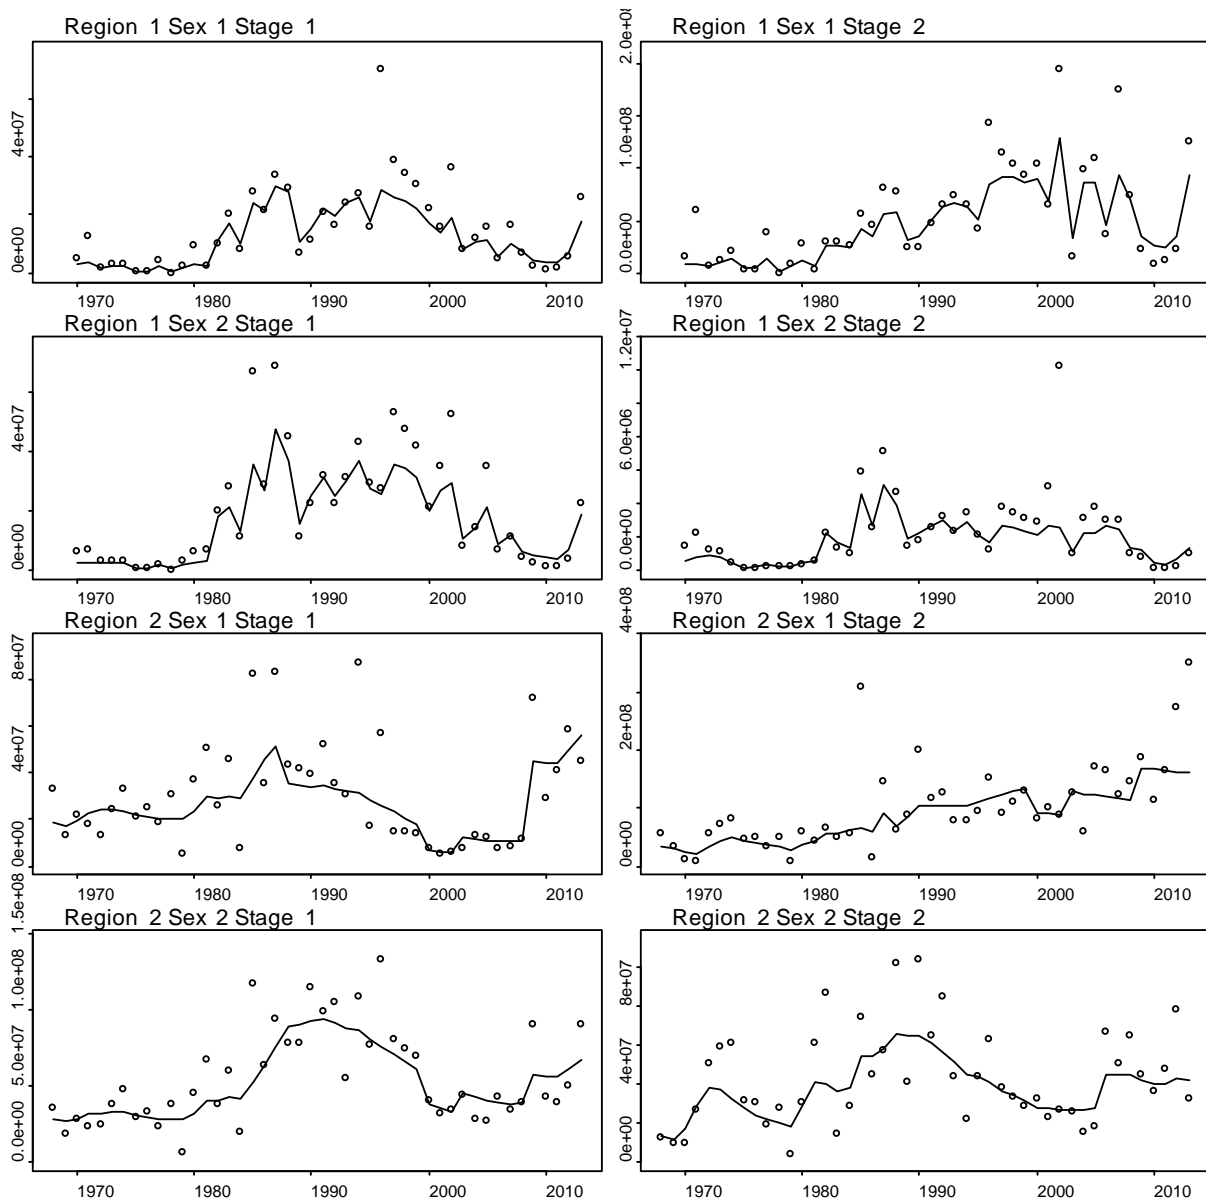 Region 1 Sex 1 Stage 1
4e+07
0e+00
1970 1980 1990 2000 2010
Region 1 Sex 1 Stage 2
1.0e+08
0.0e+00
1970 1980 1990 2000 2010
Region 1 Sex 2 Stage 1
4e+07
0e+00
1970 1980 1990 2000 2010
Region 1 Sex 2 Stage 2
1.2e+07
6.0e+06
0.0e+00
1970 1980 1990 2000 2010
Region 2 Sex 1 Stage 1
8e+07
4e+07
0e+00
1970 1980 1990 2000 2010
Region 2 Sex 1 Stage 2
4e+08
2e+08
0e+00
1970 1980 1990 2000 2010
Region 2 Sex 2 Stage 1
1.5e+08
1.0e+08
5.0e+07
0.0e+00
1970 1980 1990 2000 2010
Region 2 Sex 2 Stage 2
8e+07
4e+07
0e+00
1970 1980 1990 2000 2010